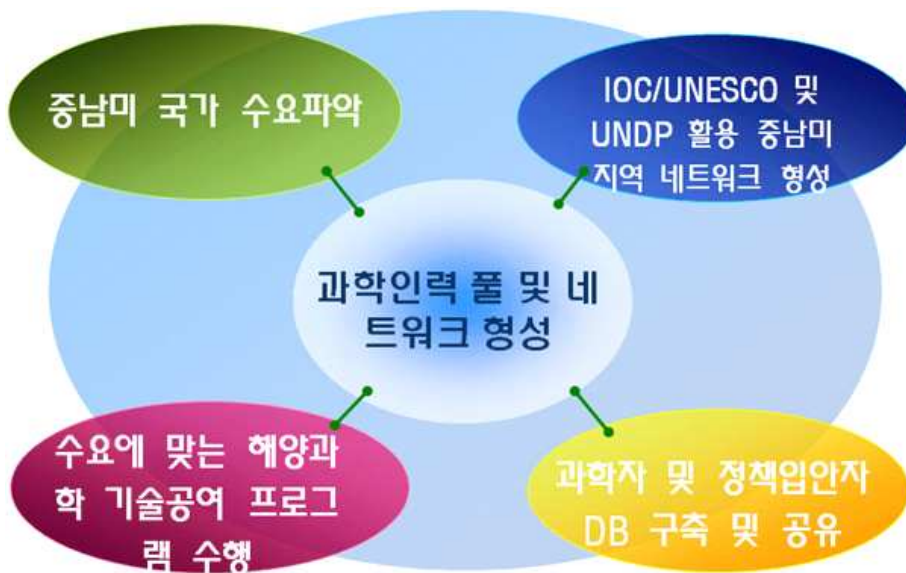 중남미 국가 수요파악
IOC/UNESCO 및
UNDP 활용 중남미
지역 네트워크 형성
과학인력 풀 및 네
트워크 형성
수요에 맞는 해양과
학 기술공여 프로그
램 수행
과학자 및 정책입안자
DB 구축 및 공유